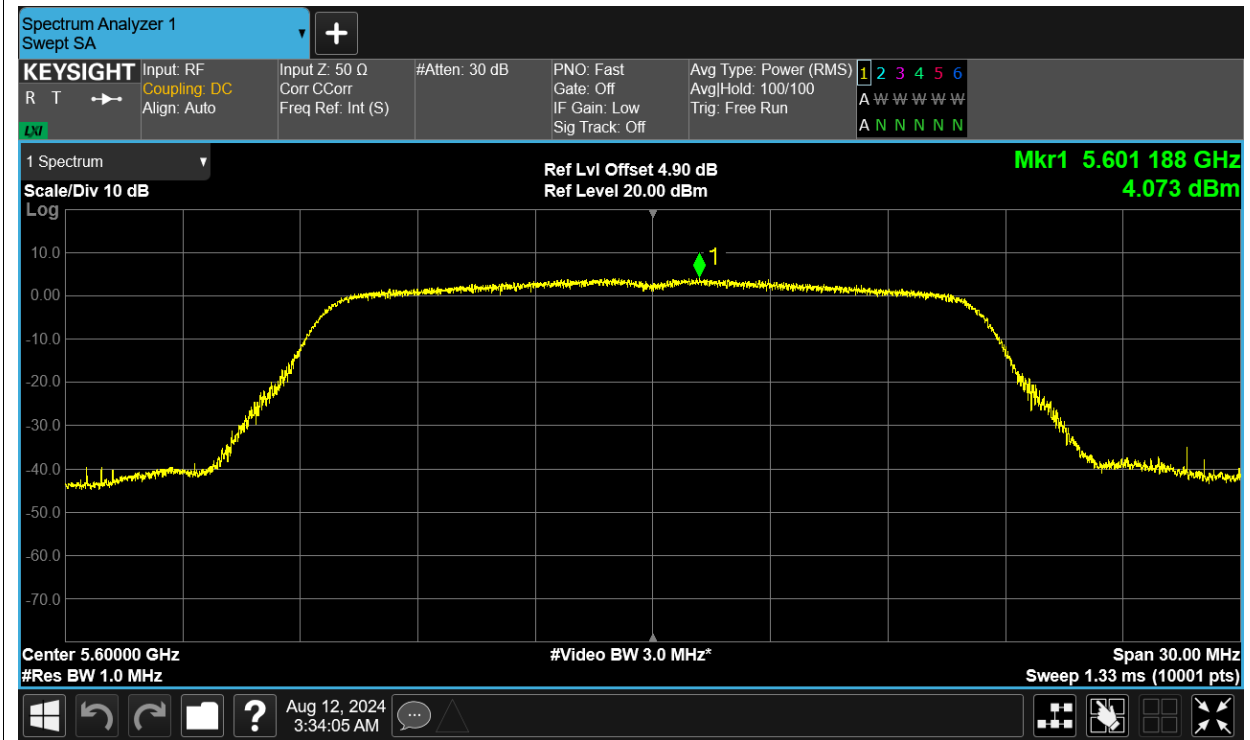 Spectrum Analyzer 1
Swept SA
KEYSIGHT
R T
LXI
Input: RF
Coupling: DC
Align: Auto
Input Z: 50 Ω
Corr CCorr
Freq Ref: Int (S)
#Atten: 30 dB
PNO: Fast
Gate: Off
IF Gain: Low
Sig Track: Off
Avg Type: Power (RMS)
Avg|Hold: 100/100
Trig: Free Run
1 2 3 4 5 6
A W W W W W
A N N N N N
1 Spectrum
Scale/Div 10 dB
Log
Ref Lvl Offset 4.90 dB
Ref Level 20.00 dBm
Mkr1 5.601 188 GHz
4.073 dBm
1
10.0
0.00
-10.0
-20.0
-30.0
-40.0
-50.0
-60.0
-70.0
Center 5.60000 GHz
#Res BW 1.0 MHz
#Video BW 3.0 MHz*
Span 30.00 MHz
Sweep 1.33 ms (10001 pts)
?
Aug 12, 2024
3:34:05 AM